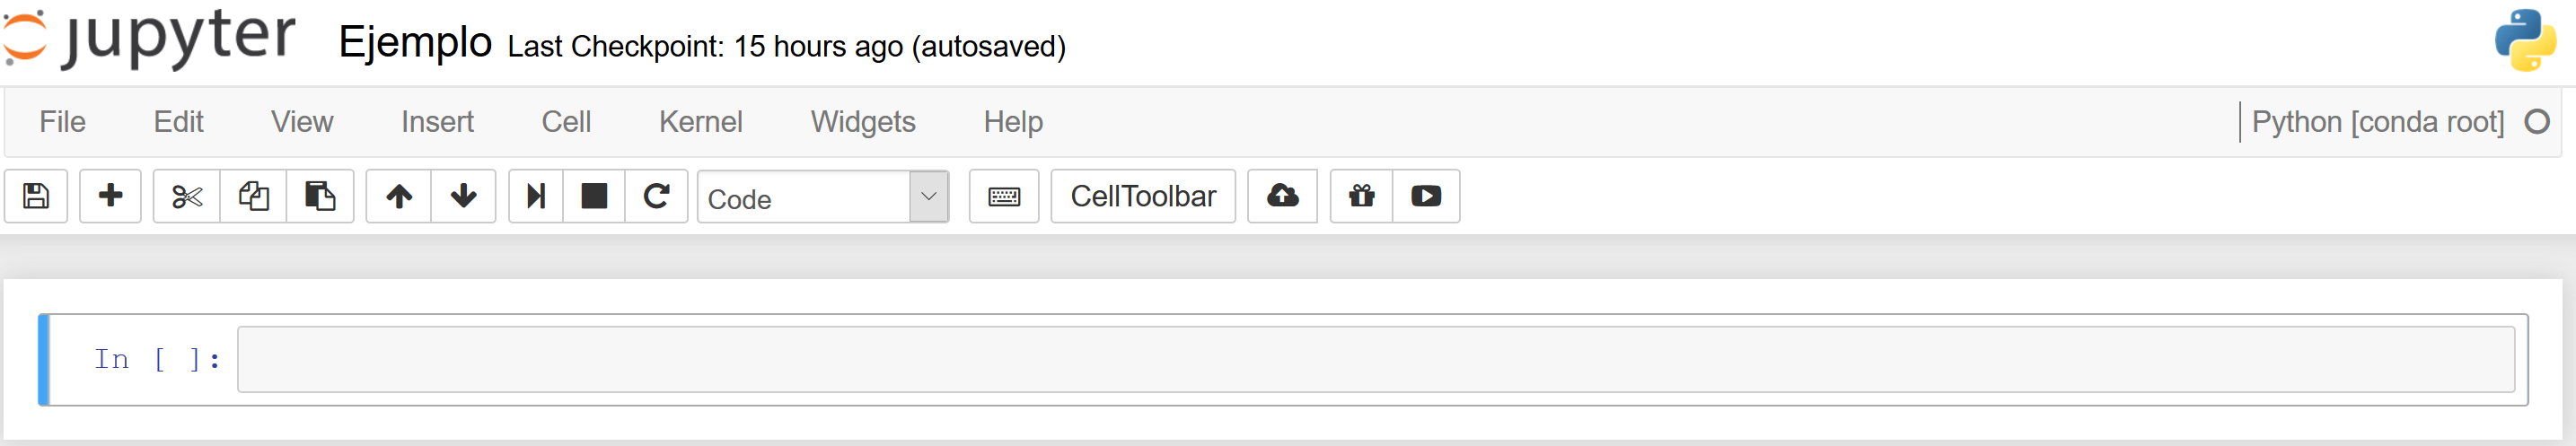 jupyter Ejemplo Last Checkpoint: 15 hours ago (autosaved)
File Edit View Insert Cell Kernel Widgets Help Python [conda root]
Code CellToolbar
In [ ]: